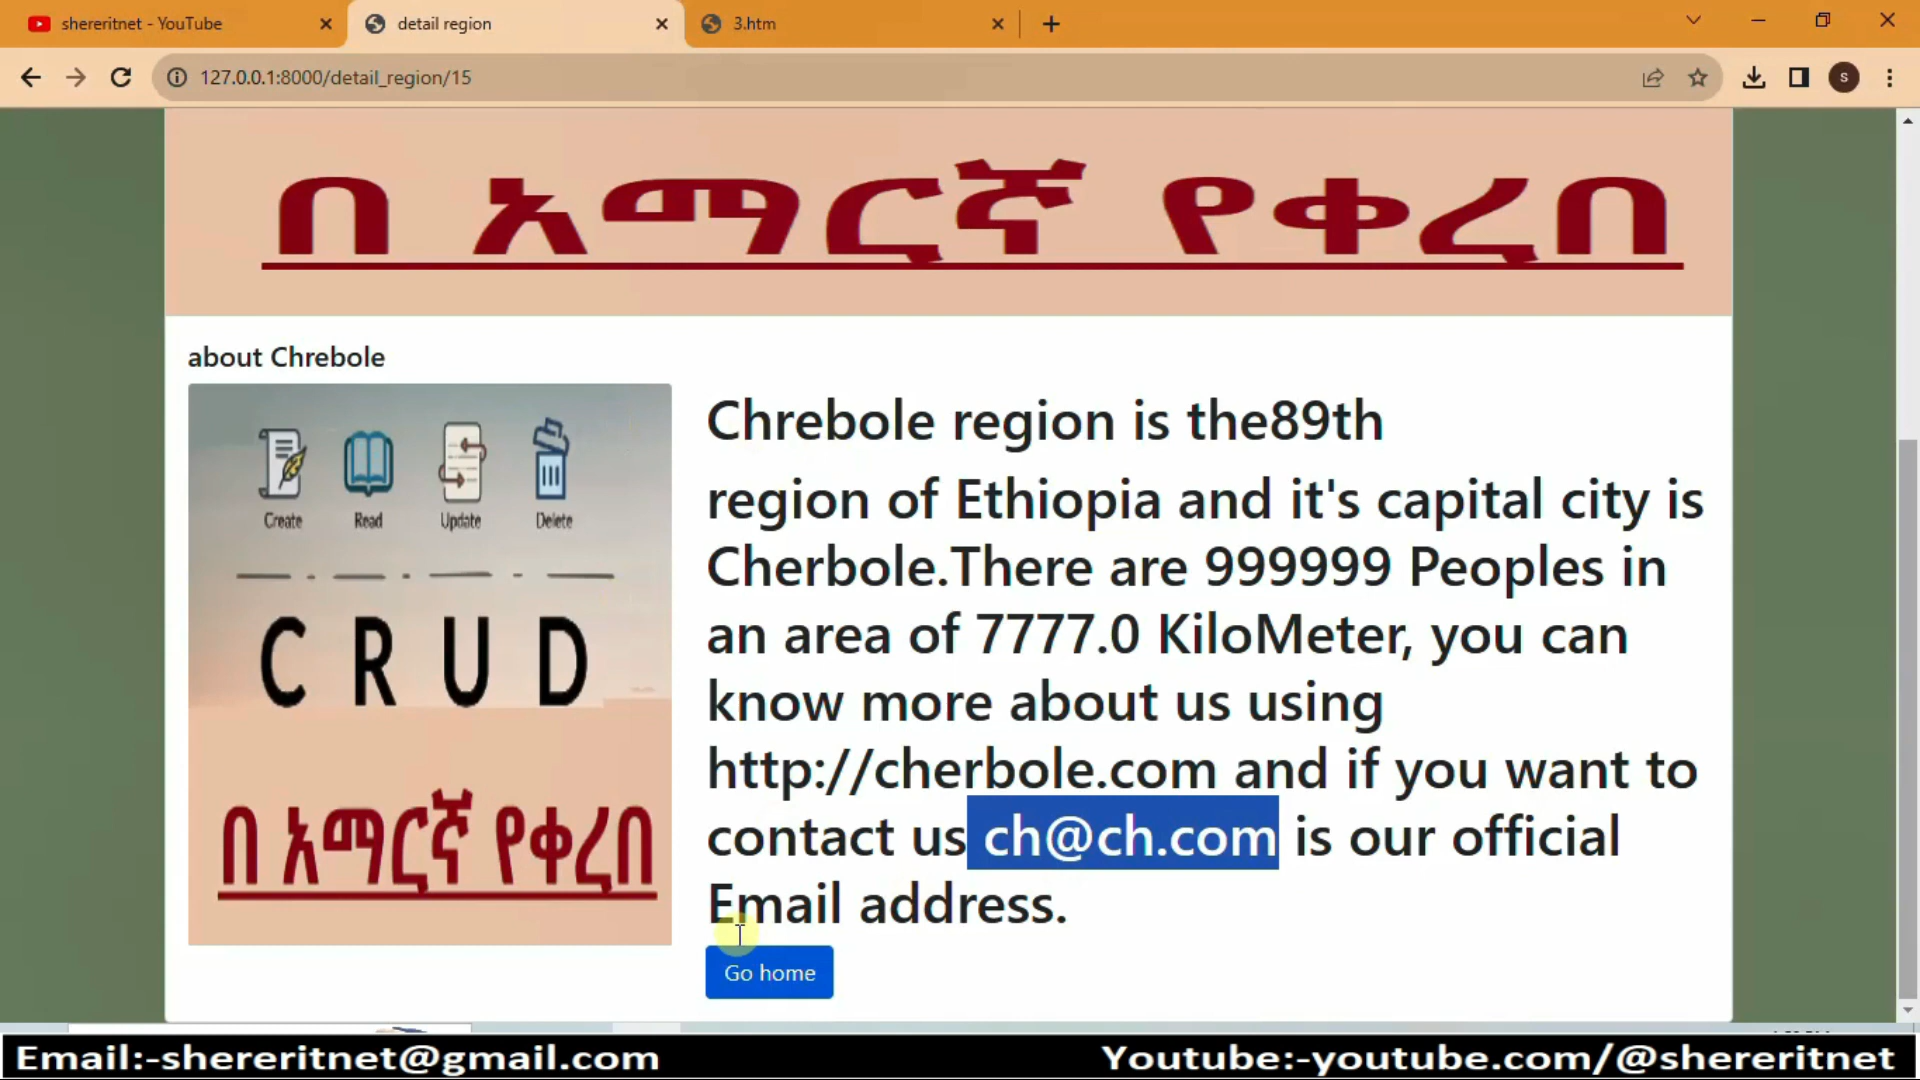 shereritnet - YouTube
detail region
3.htm
127.0.0.1:8000/detail_region/15
S
በ አማርኛ የቀረበ
about Chrebole
Create Read Update Delete
C R U D
በ አማርኛ የቀረበ
Chrebole region is the89th
region of Ethiopia and it's capital city is
Cherbole.There are 999999 Peoples in
an area of 7777.0 KiloMeter, you can
know more about us using
http://cherbole.com and if you want to
contact us ch@ch.com is our official
Email address.
Go home
Email:-shereritnet@gmail.com
Youtube:-youtube.com/@shereritnet